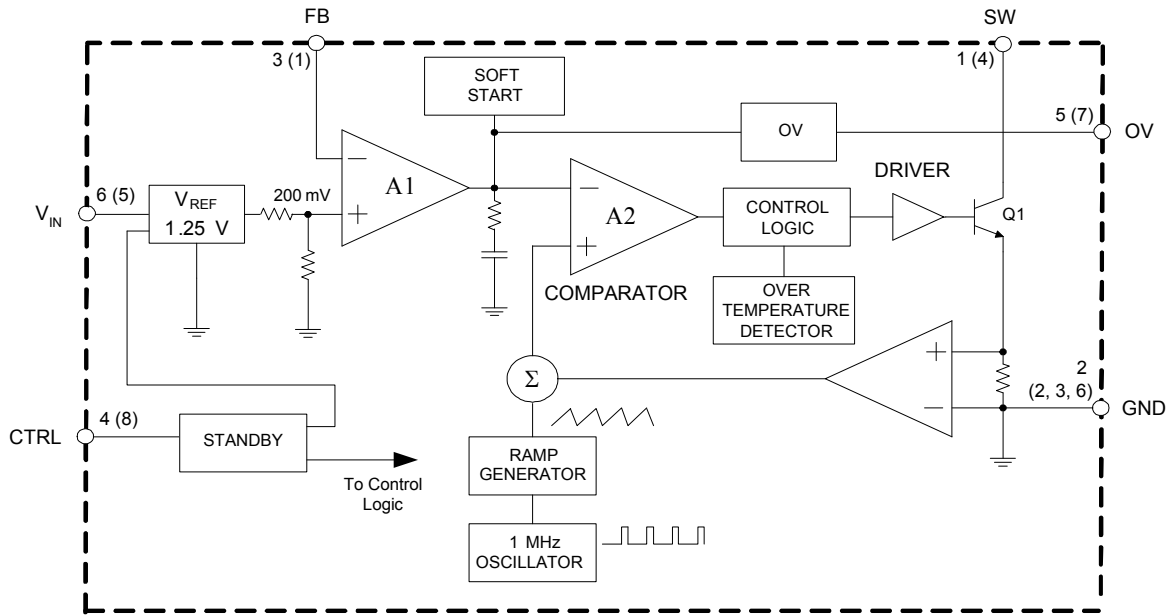 FB
SW
3 (1)
1 (4)
SOFT
START
5 (7)
OV
OV
A1
−
+
6 (5)
V_IN
V_REF
1.25 V
200 mV
A2
−
+
COMPARATOR
CONTROL
LOGIC
DRIVER
Q1
OVER
TEMPERATURE
DETECTOR
+
−
2
(2, 3, 6)
GND
Σ
4 (8)
CTRL
STANDBY
To Control
Logic
RAMP
GENERATOR
1 MHz
OSCILLATOR